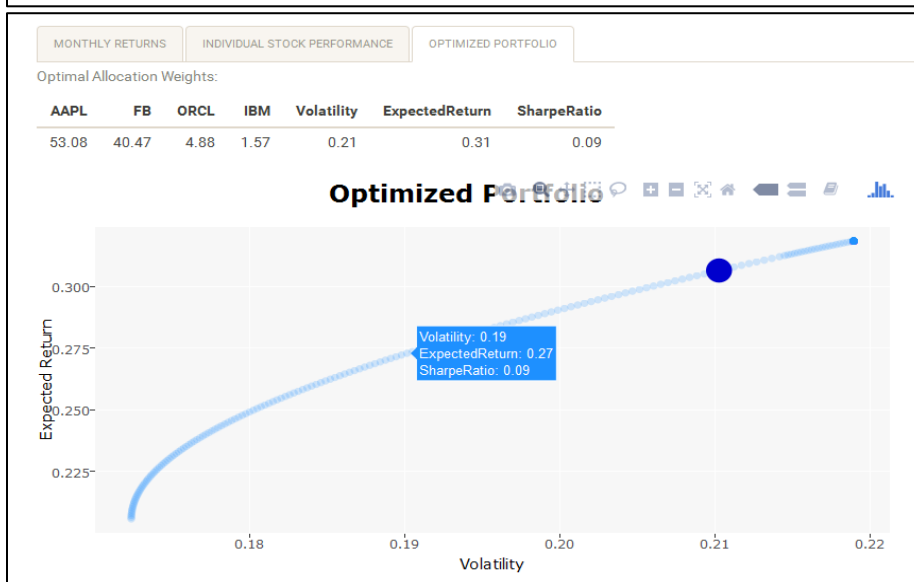 MONTHLY RETURNS INDIVIDUAL STOCK PERFORMANCE OPTIMIZED PORTFOLIO
Optimal Allocation Weights:
AAPL FB ORCL IBM Volatility ExpectedReturn SharpeRatio
53.08 40.47 4.88 1.57 0.21 0.31 0.09
Optimized Portfolio
0.300
Volatility: 0.19
0.275
ExpectedReturn: 0.27
SharpeRatio: 0.09
Expected Return
0.250
0.225
0.18 0.19 0.20 0.21 0.22
Volatility